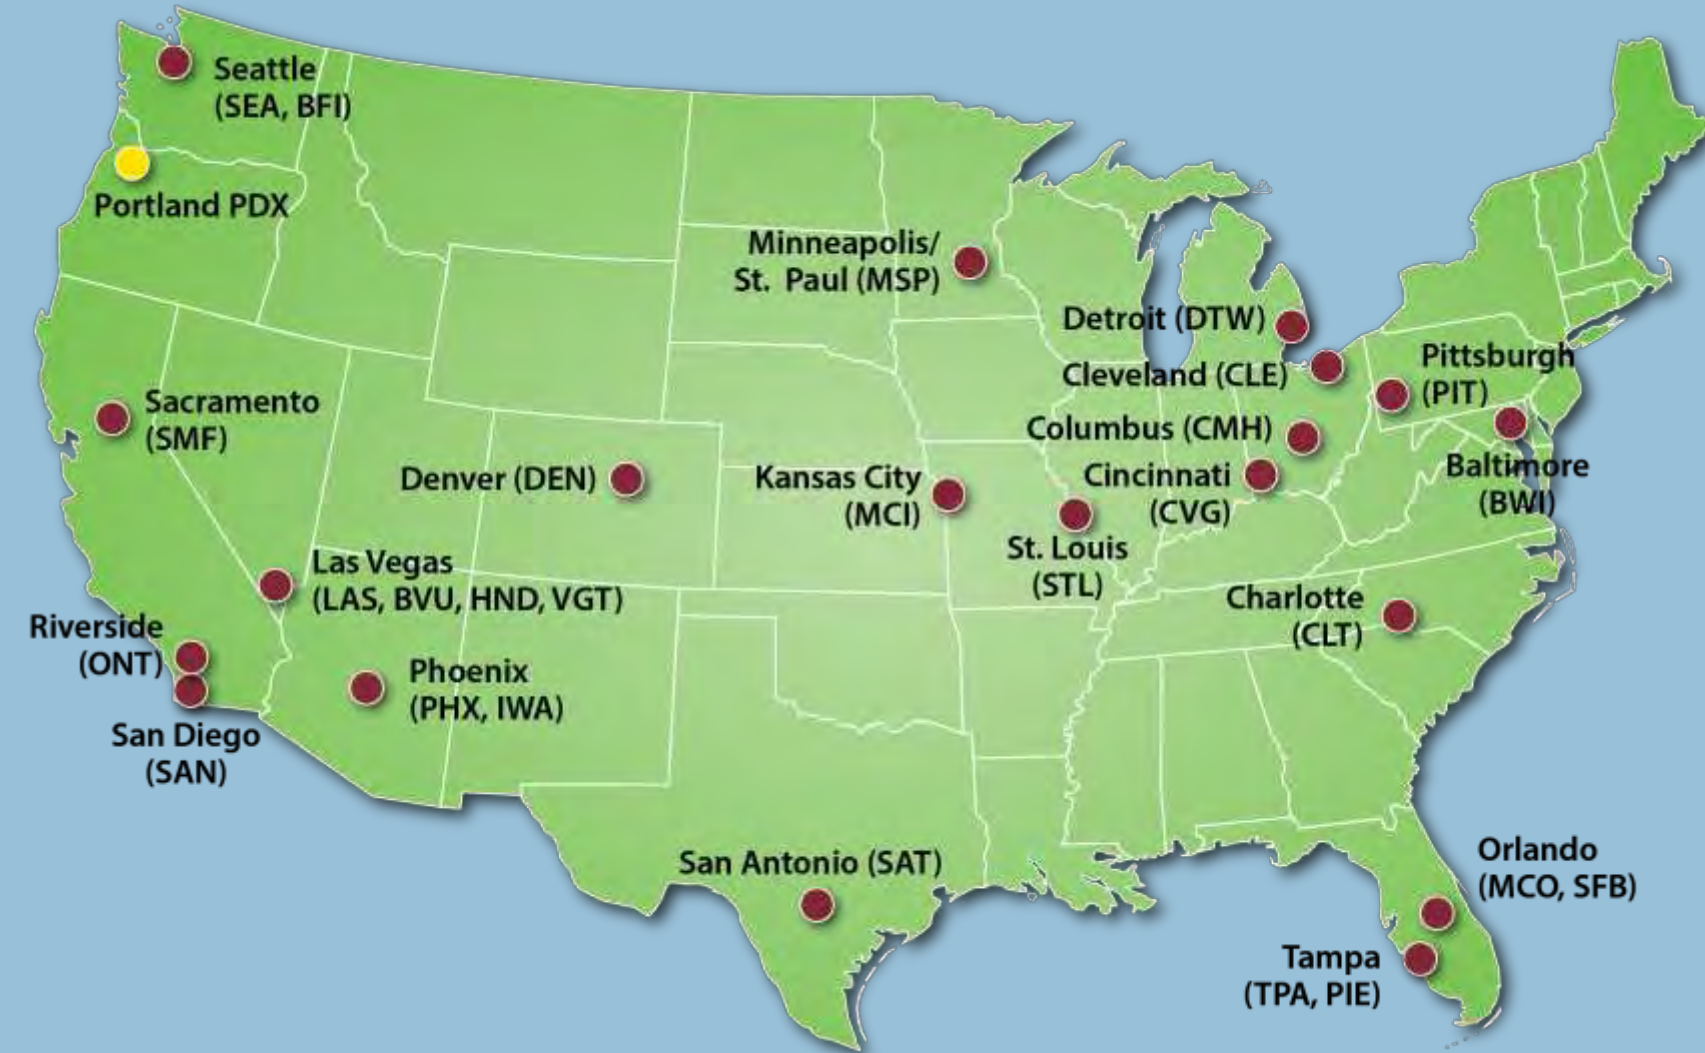 Seattle
(SEA, BFI)
Portland PDX
Minneapolis/
St. Paul (MSP)
Detroit (DTW)
Cleveland (CLE)
Pittsburgh
(PIT)
Sacramento
(SMF)
Columbus (CMH)
Denver (DEN)
Kansas City
(MCI)
Cincinnati
(CVG)
Baltimore
(BWI)
St. Louis
(STL)
Las Vegas
(LAS, BVU, HND, VGT)
Charlotte
(CLT)
Riverside
(ONT)
Phoenix
(PHX, IWA)
San Diego
(SAN)
San Antonio (SAT)
Orlando
(MCO, SFB)
Tampa
(TPA, PIE)